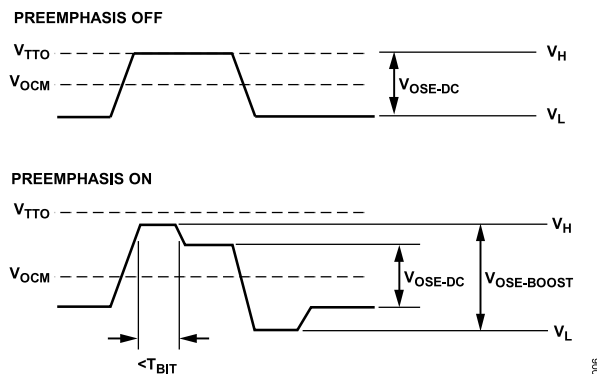 PREEMPHASIS OFF
VTTO
VH
VOCM
VOSE-DC
VL
PREEMPHASIS ON
VTTO
VH
VOCM
VOSE-DC
VOSE-BOOST
VL
<TBIT